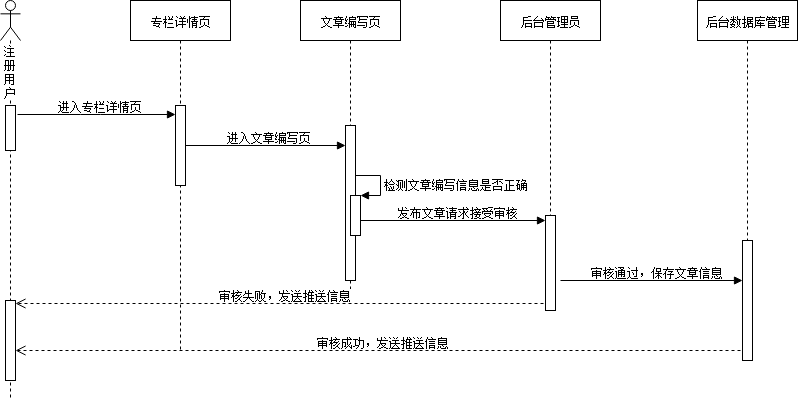 专栏详情页
文章编写页
后台管理员
后台数据库管理
注册用户
进入专栏详情页
进入文章编写页
检测文章编写信息是否正确
发布文章请求接受审核
审核通过，保存文章信息
审核失败，发送推送信息
审核成功，发送推送信息